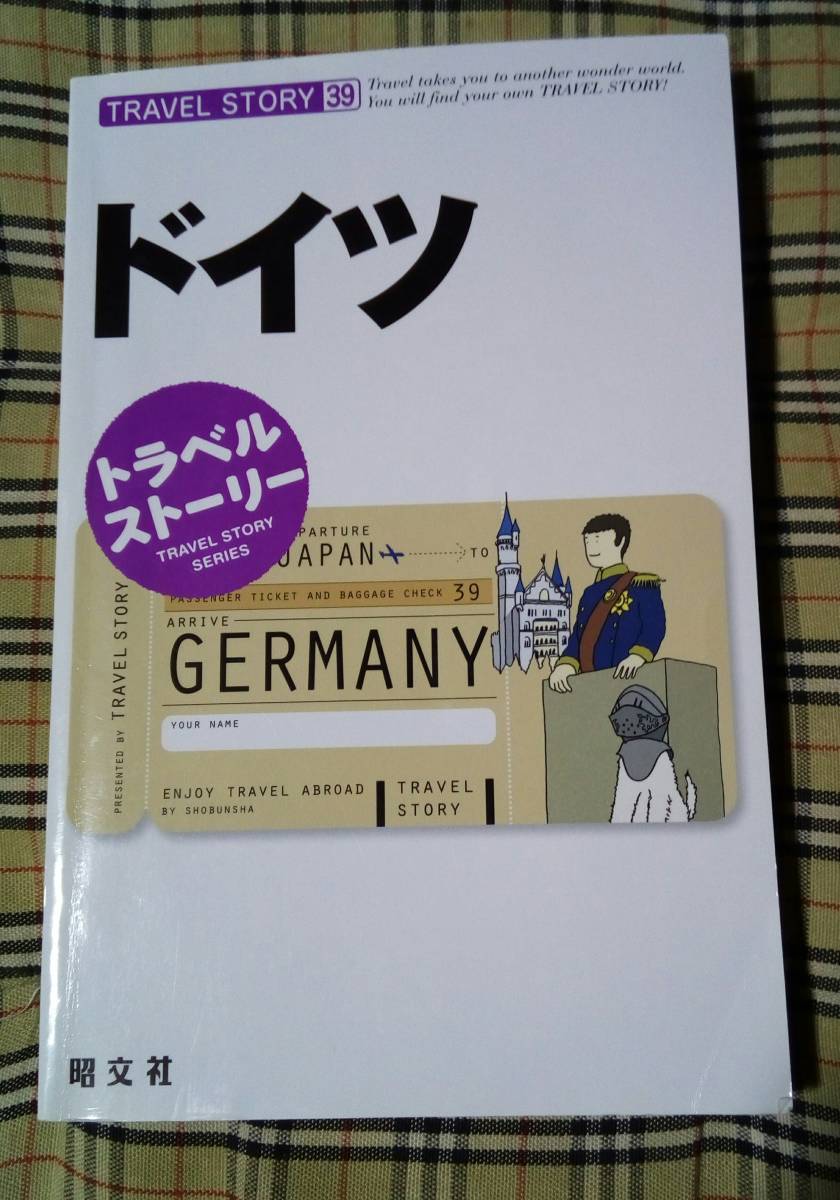 TRAVEL STORY 39
Travel takes you to another wonder world.
You will find your own TRAVEL STORY!
ドイツ
トラベル
ストーリー
TRAVEL STORY
SERIES
PARTURE
JAPAN TO
PASSENGER TICKET AND BAGGAGE CHECK 39
ARRIVE
GERMANY
YOUR NAME
ENJOY TRAVEL ABROAD
BY SHOBUNSHA
TRAVEL
STORY
PRESENTED BY TRAVEL STORY
昭文社